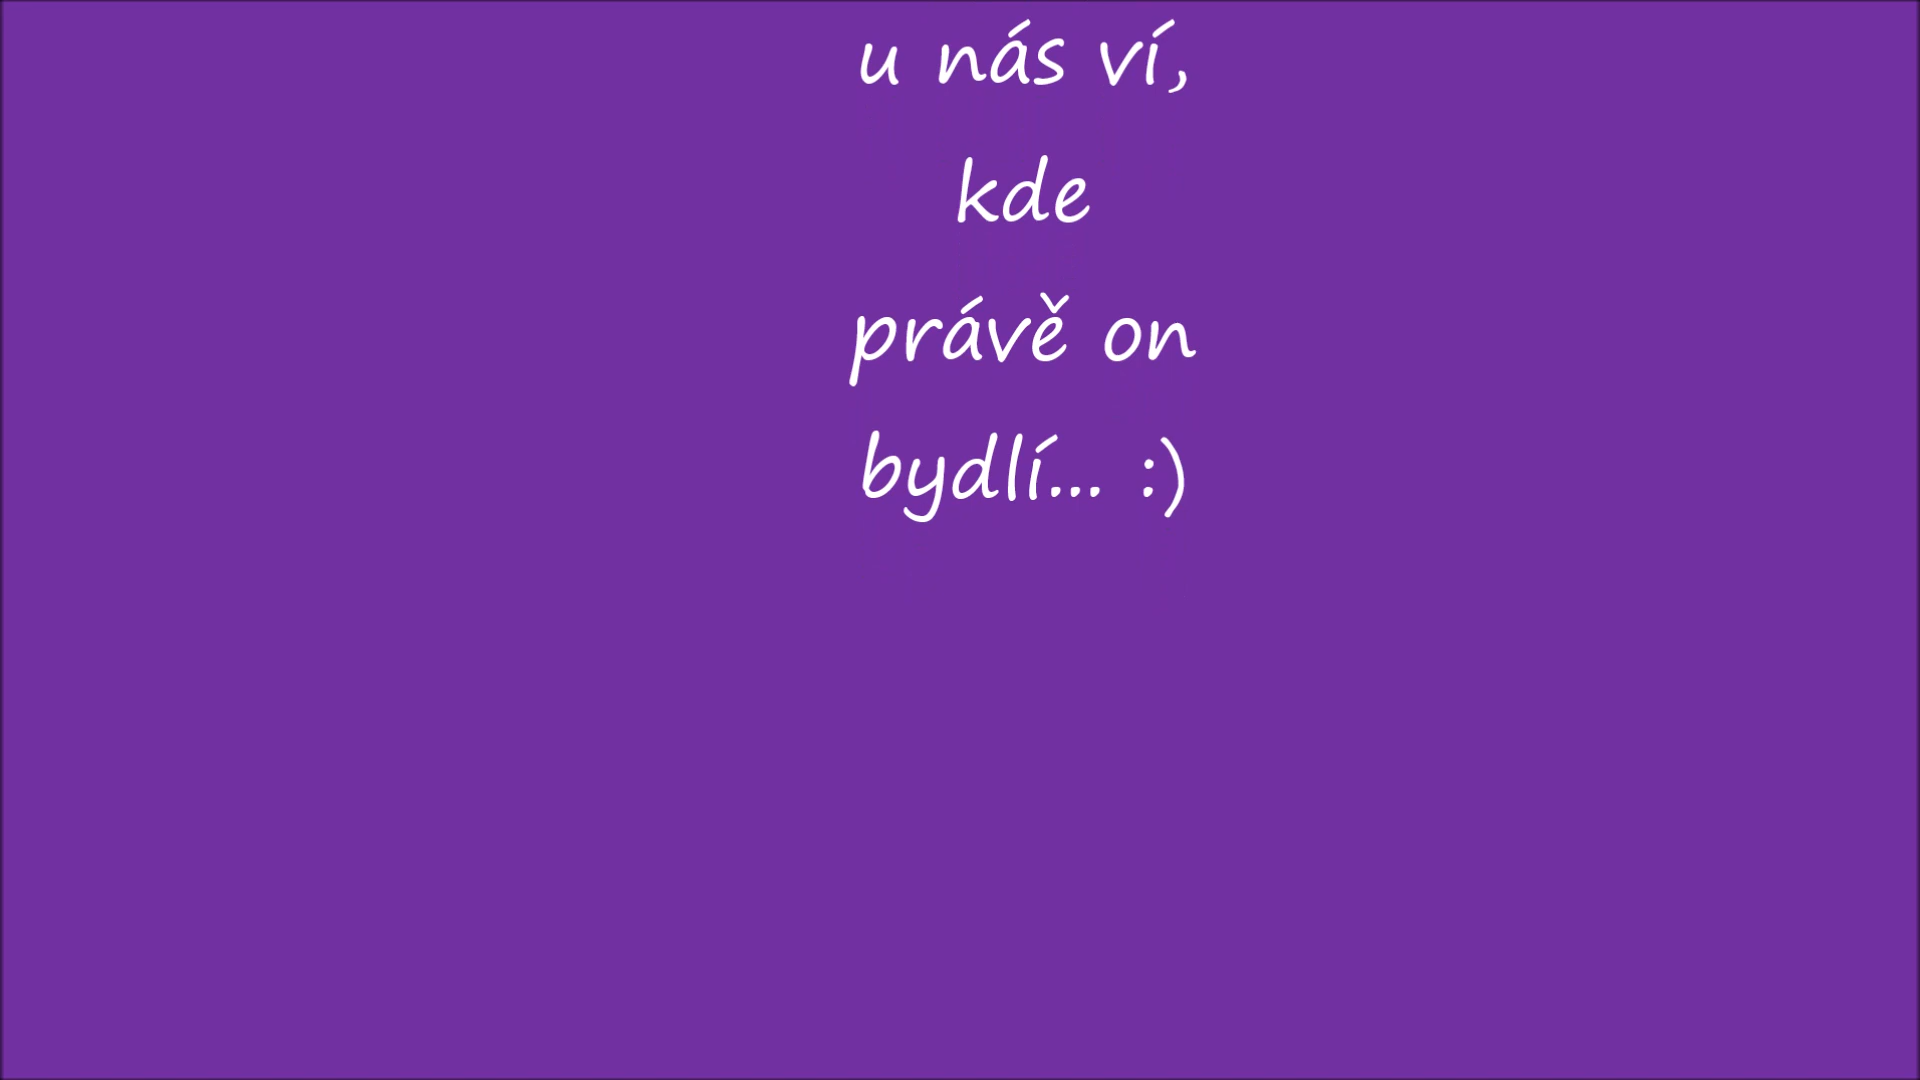 u nás ví,
kde
právě on
bydlí... :)